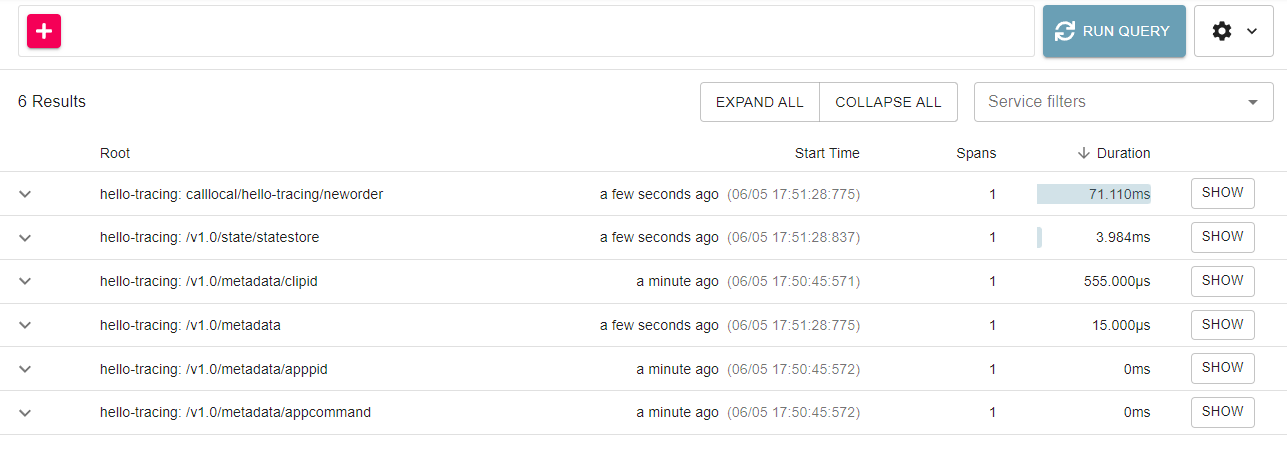 RUN QUERY
6 Results EXPAND ALL COLLAPSE ALL Service filters
Root Start Time Spans Duration
hello-tracing: calllocal/hello-tracing/neworder a few seconds ago (06/05 17:51:28:775) 1 71.110ms SHOW
hello-tracing: /v1.0/state/statestore a few seconds ago (06/05 17:51:28:837) 1 3.984ms SHOW
hello-tracing: /v1.0/metadata/clipid a minute ago (06/05 17:50:45:571) 1 555.000μs SHOW
hello-tracing: /v1.0/metadata a few seconds ago (06/05 17:51:28:775) 1 15.000μs SHOW
hello-tracing: /v1.0/metadata/apppid a minute ago (06/05 17:50:45:572) 1 0ms SHOW
hello-tracing: /v1.0/metadata/appcommand a minute ago (06/05 17:50:45:572) 1 0ms SHOW